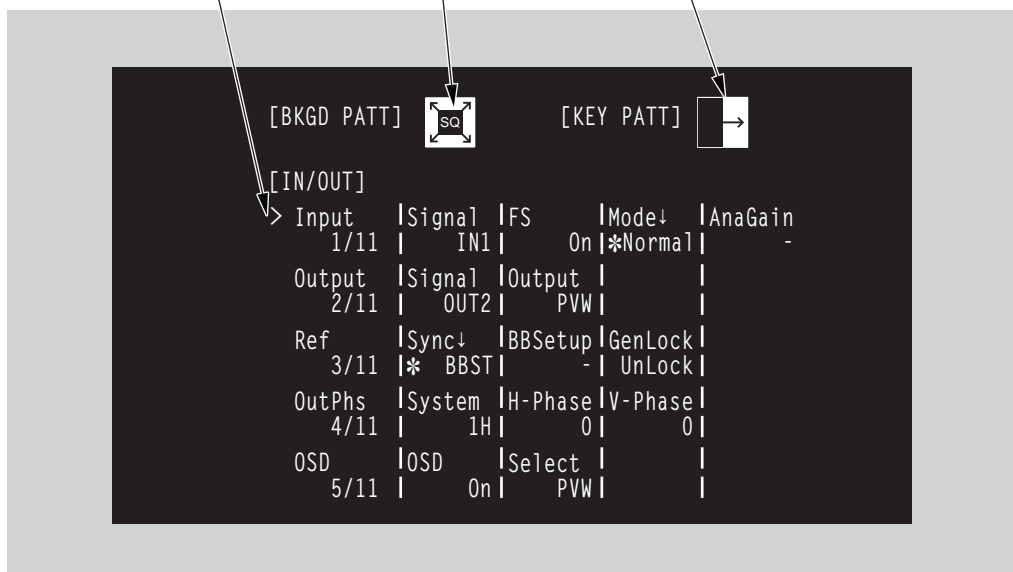 [BKGD PATT] SQ [KEY PATT] →
[IN/OUT]
> Input Signal FS Mode↓ AnaGain
1/11 IN1 On ✽Normal -
Output Signal Output
2/11 OUT2 PVW
Ref Sync↓ BBSetup GenLock
3/11 ✽ BBST - UnLock
OutPhs System H-Phase V-Phase
4/11 1H 0 0
OSD OSD Select
5/11 On PVW